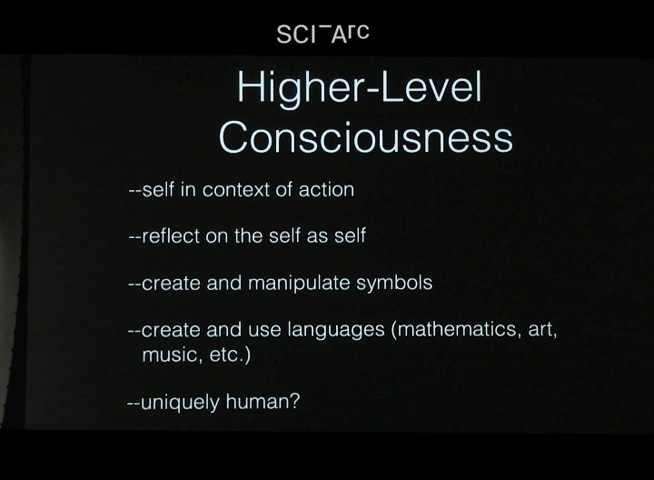 SCI-Arc
Higher-Level
Consciousness
--self in context of action
--reflect on the self as self
--create and manipulate symbols
--create and use languages (mathematics, art,
music, etc.)
--uniquely human?